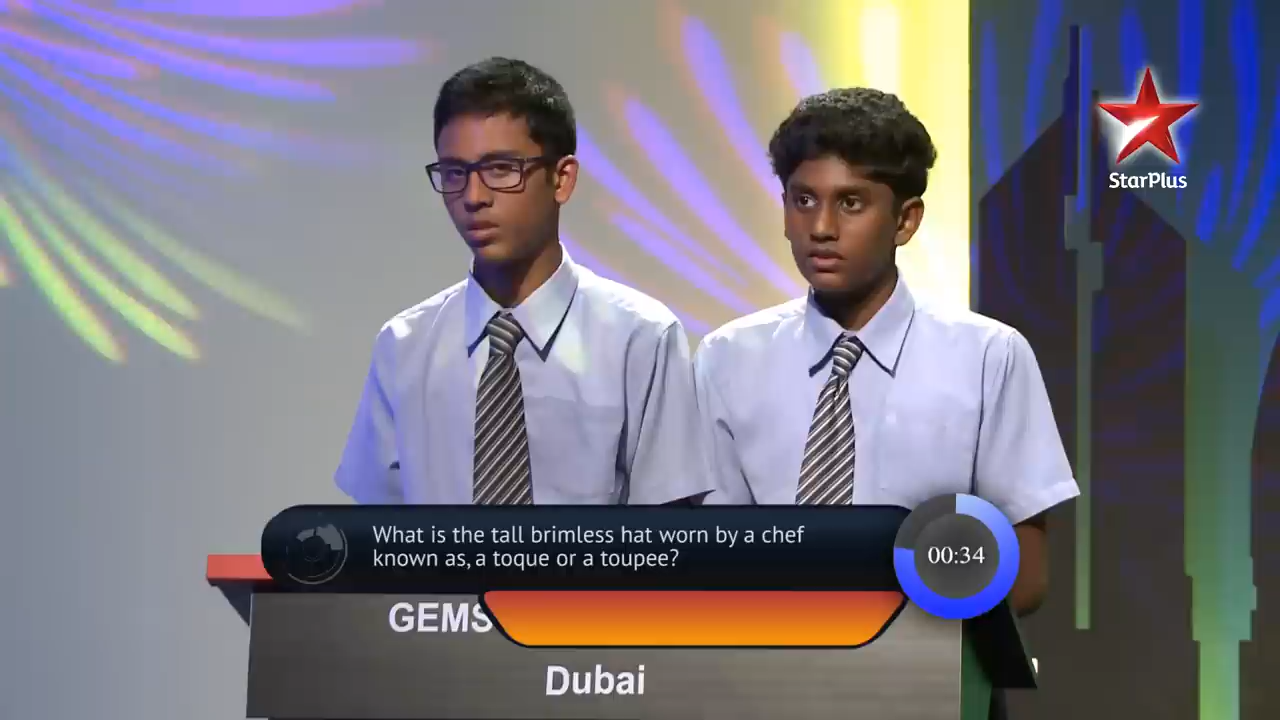 StarPlus
What is the tall brimless hat worn by a chef
known as, a toque or a toupee?
00:34
GEMS
Dubai